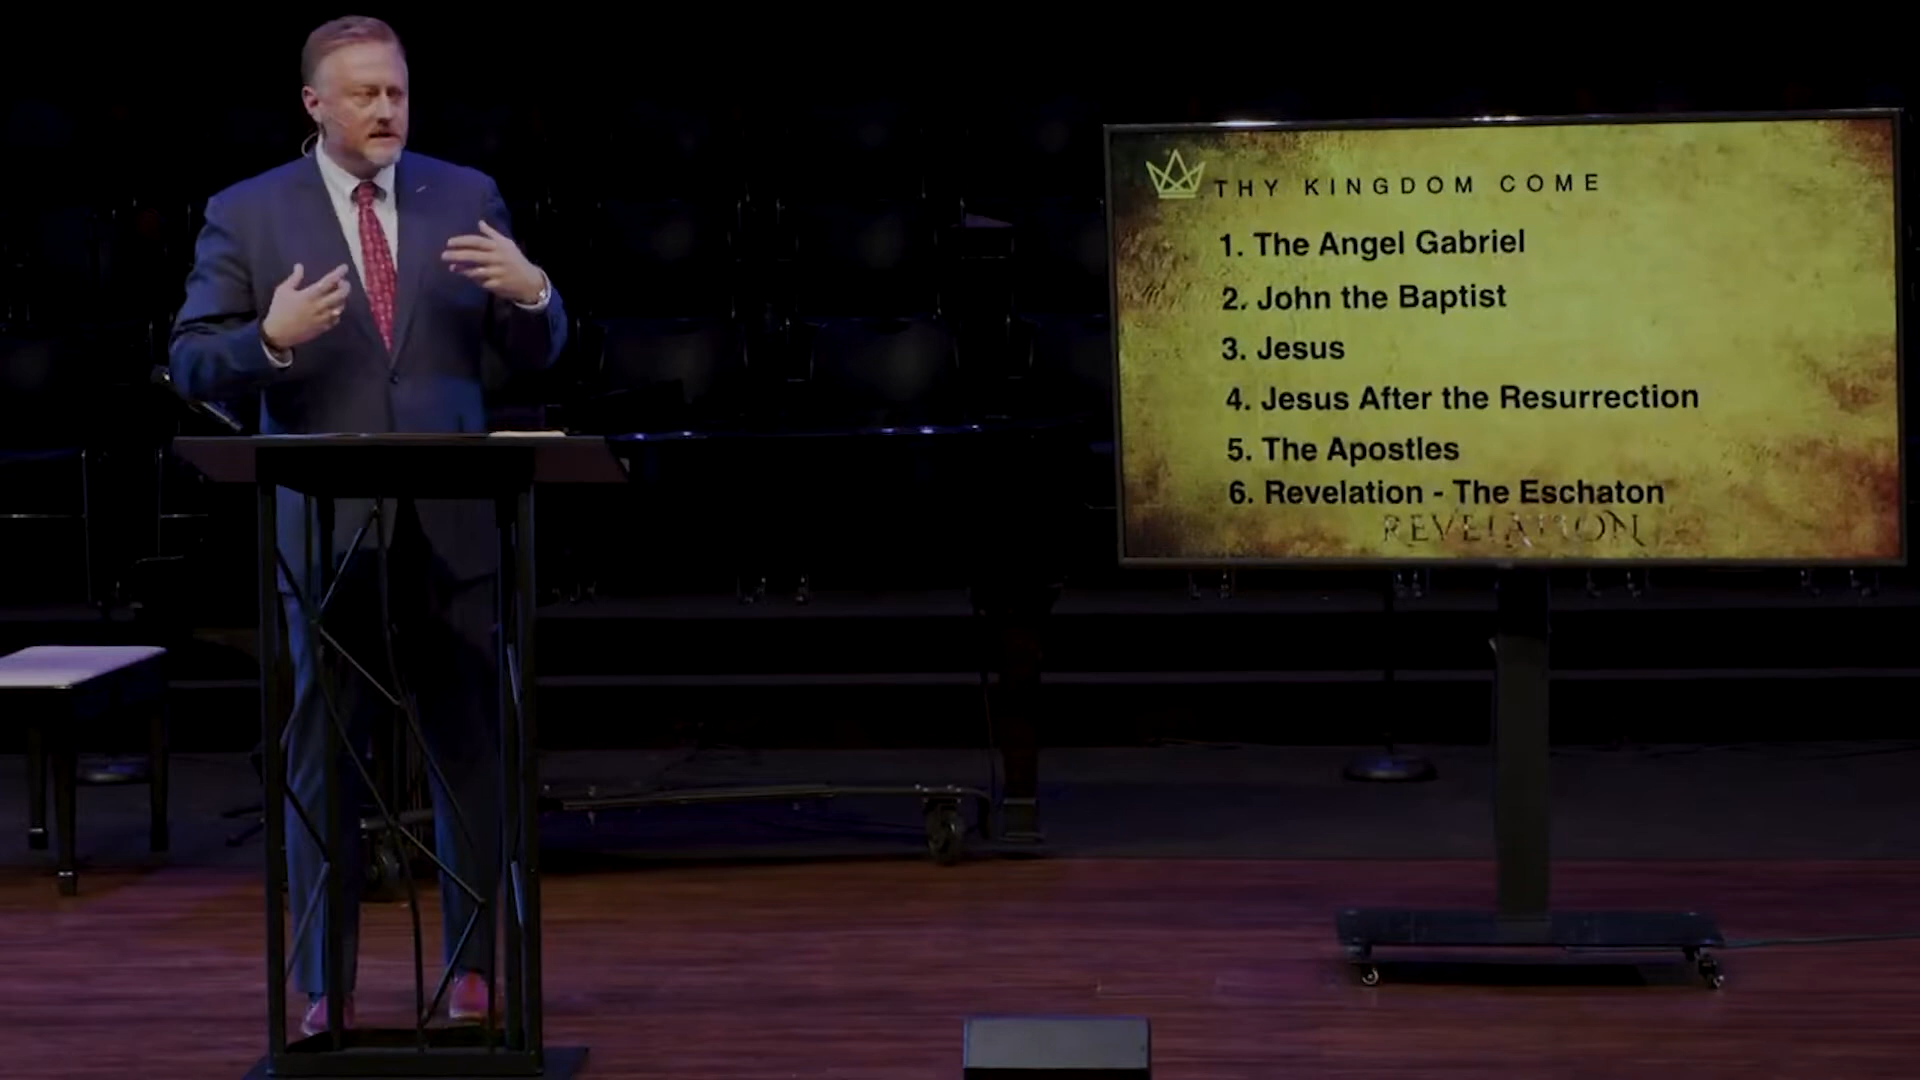 THY KINGDOM COME
1. The Angel Gabriel
2. John the Baptist
3. Jesus
4. Jesus After the Resurrection
5. The Apostles
6. Revelation - The Eschaton
REVELATION